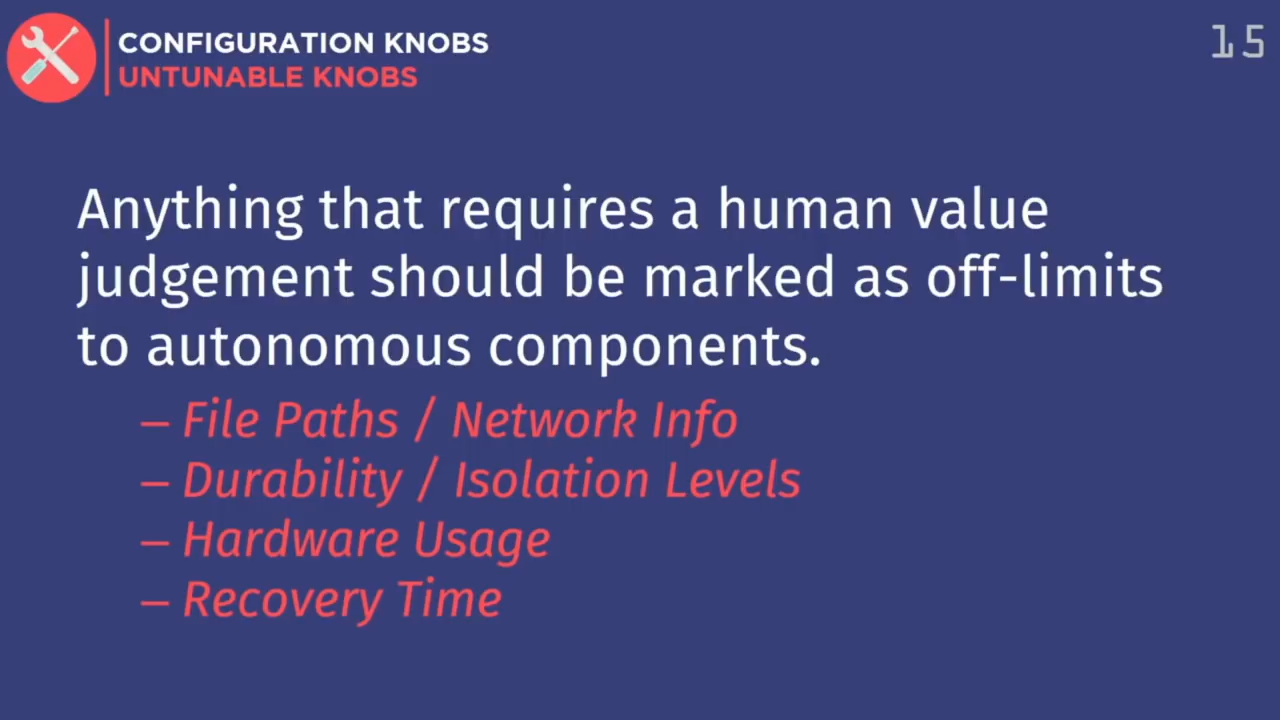 CONFIGURATION KNOBS
UNTUNABLE KNOBS
15
Anything that requires a human value
judgement should be marked as off-limits
to autonomous components.
– File Paths / Network Info
– Durability / Isolation Levels
– Hardware Usage
– Recovery Time